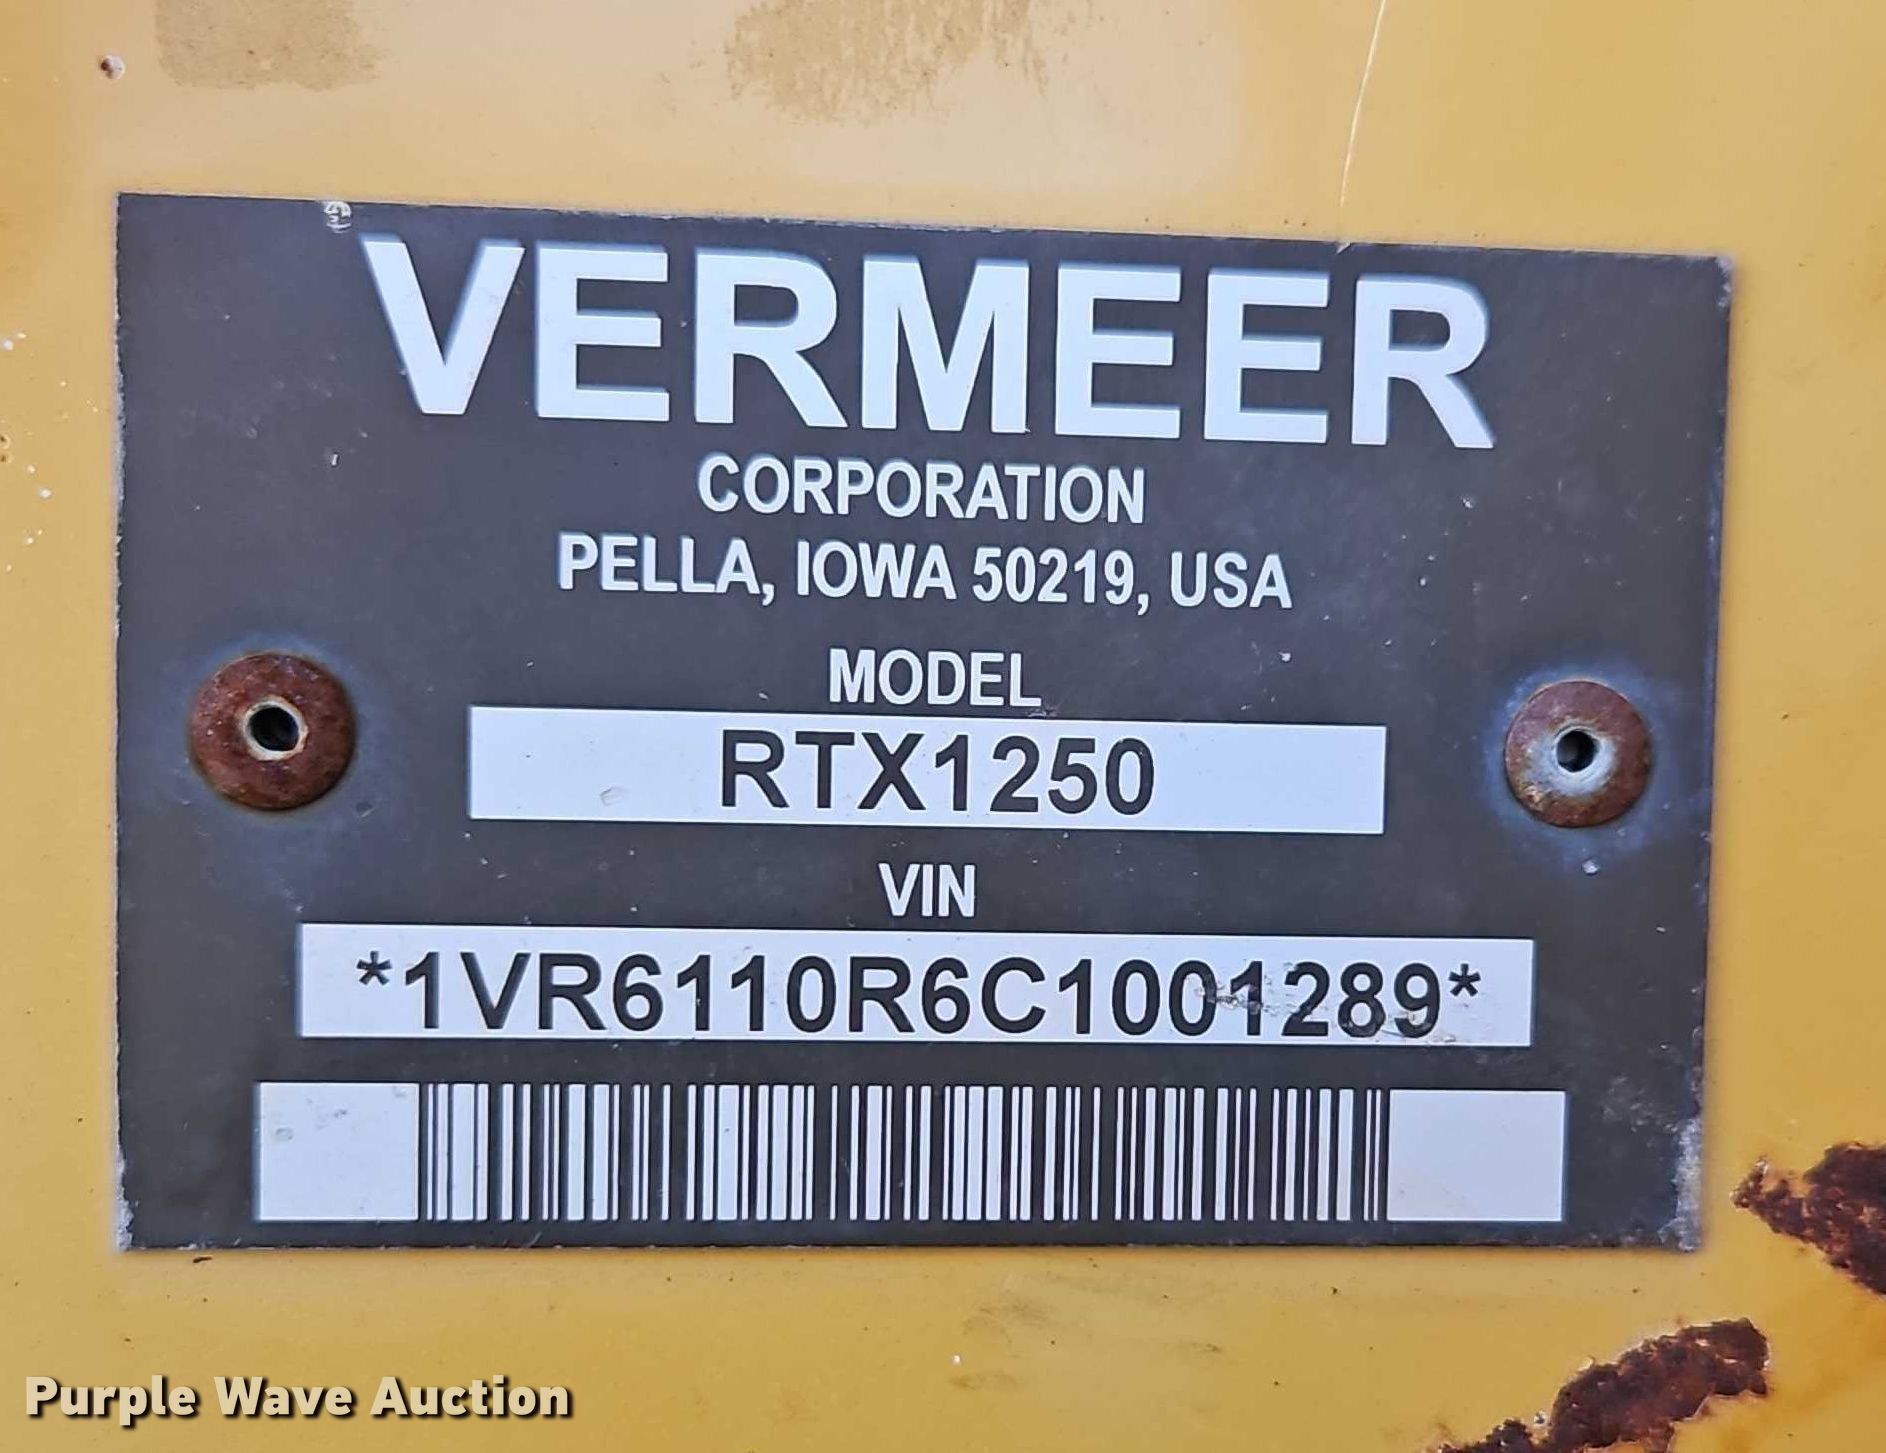 VERMEER
CORPORATION
PELLA, IOWA 50219, USA
MODEL
RTX1250
VIN
*1VR6110R6C1001289*
Purple Wave Auction